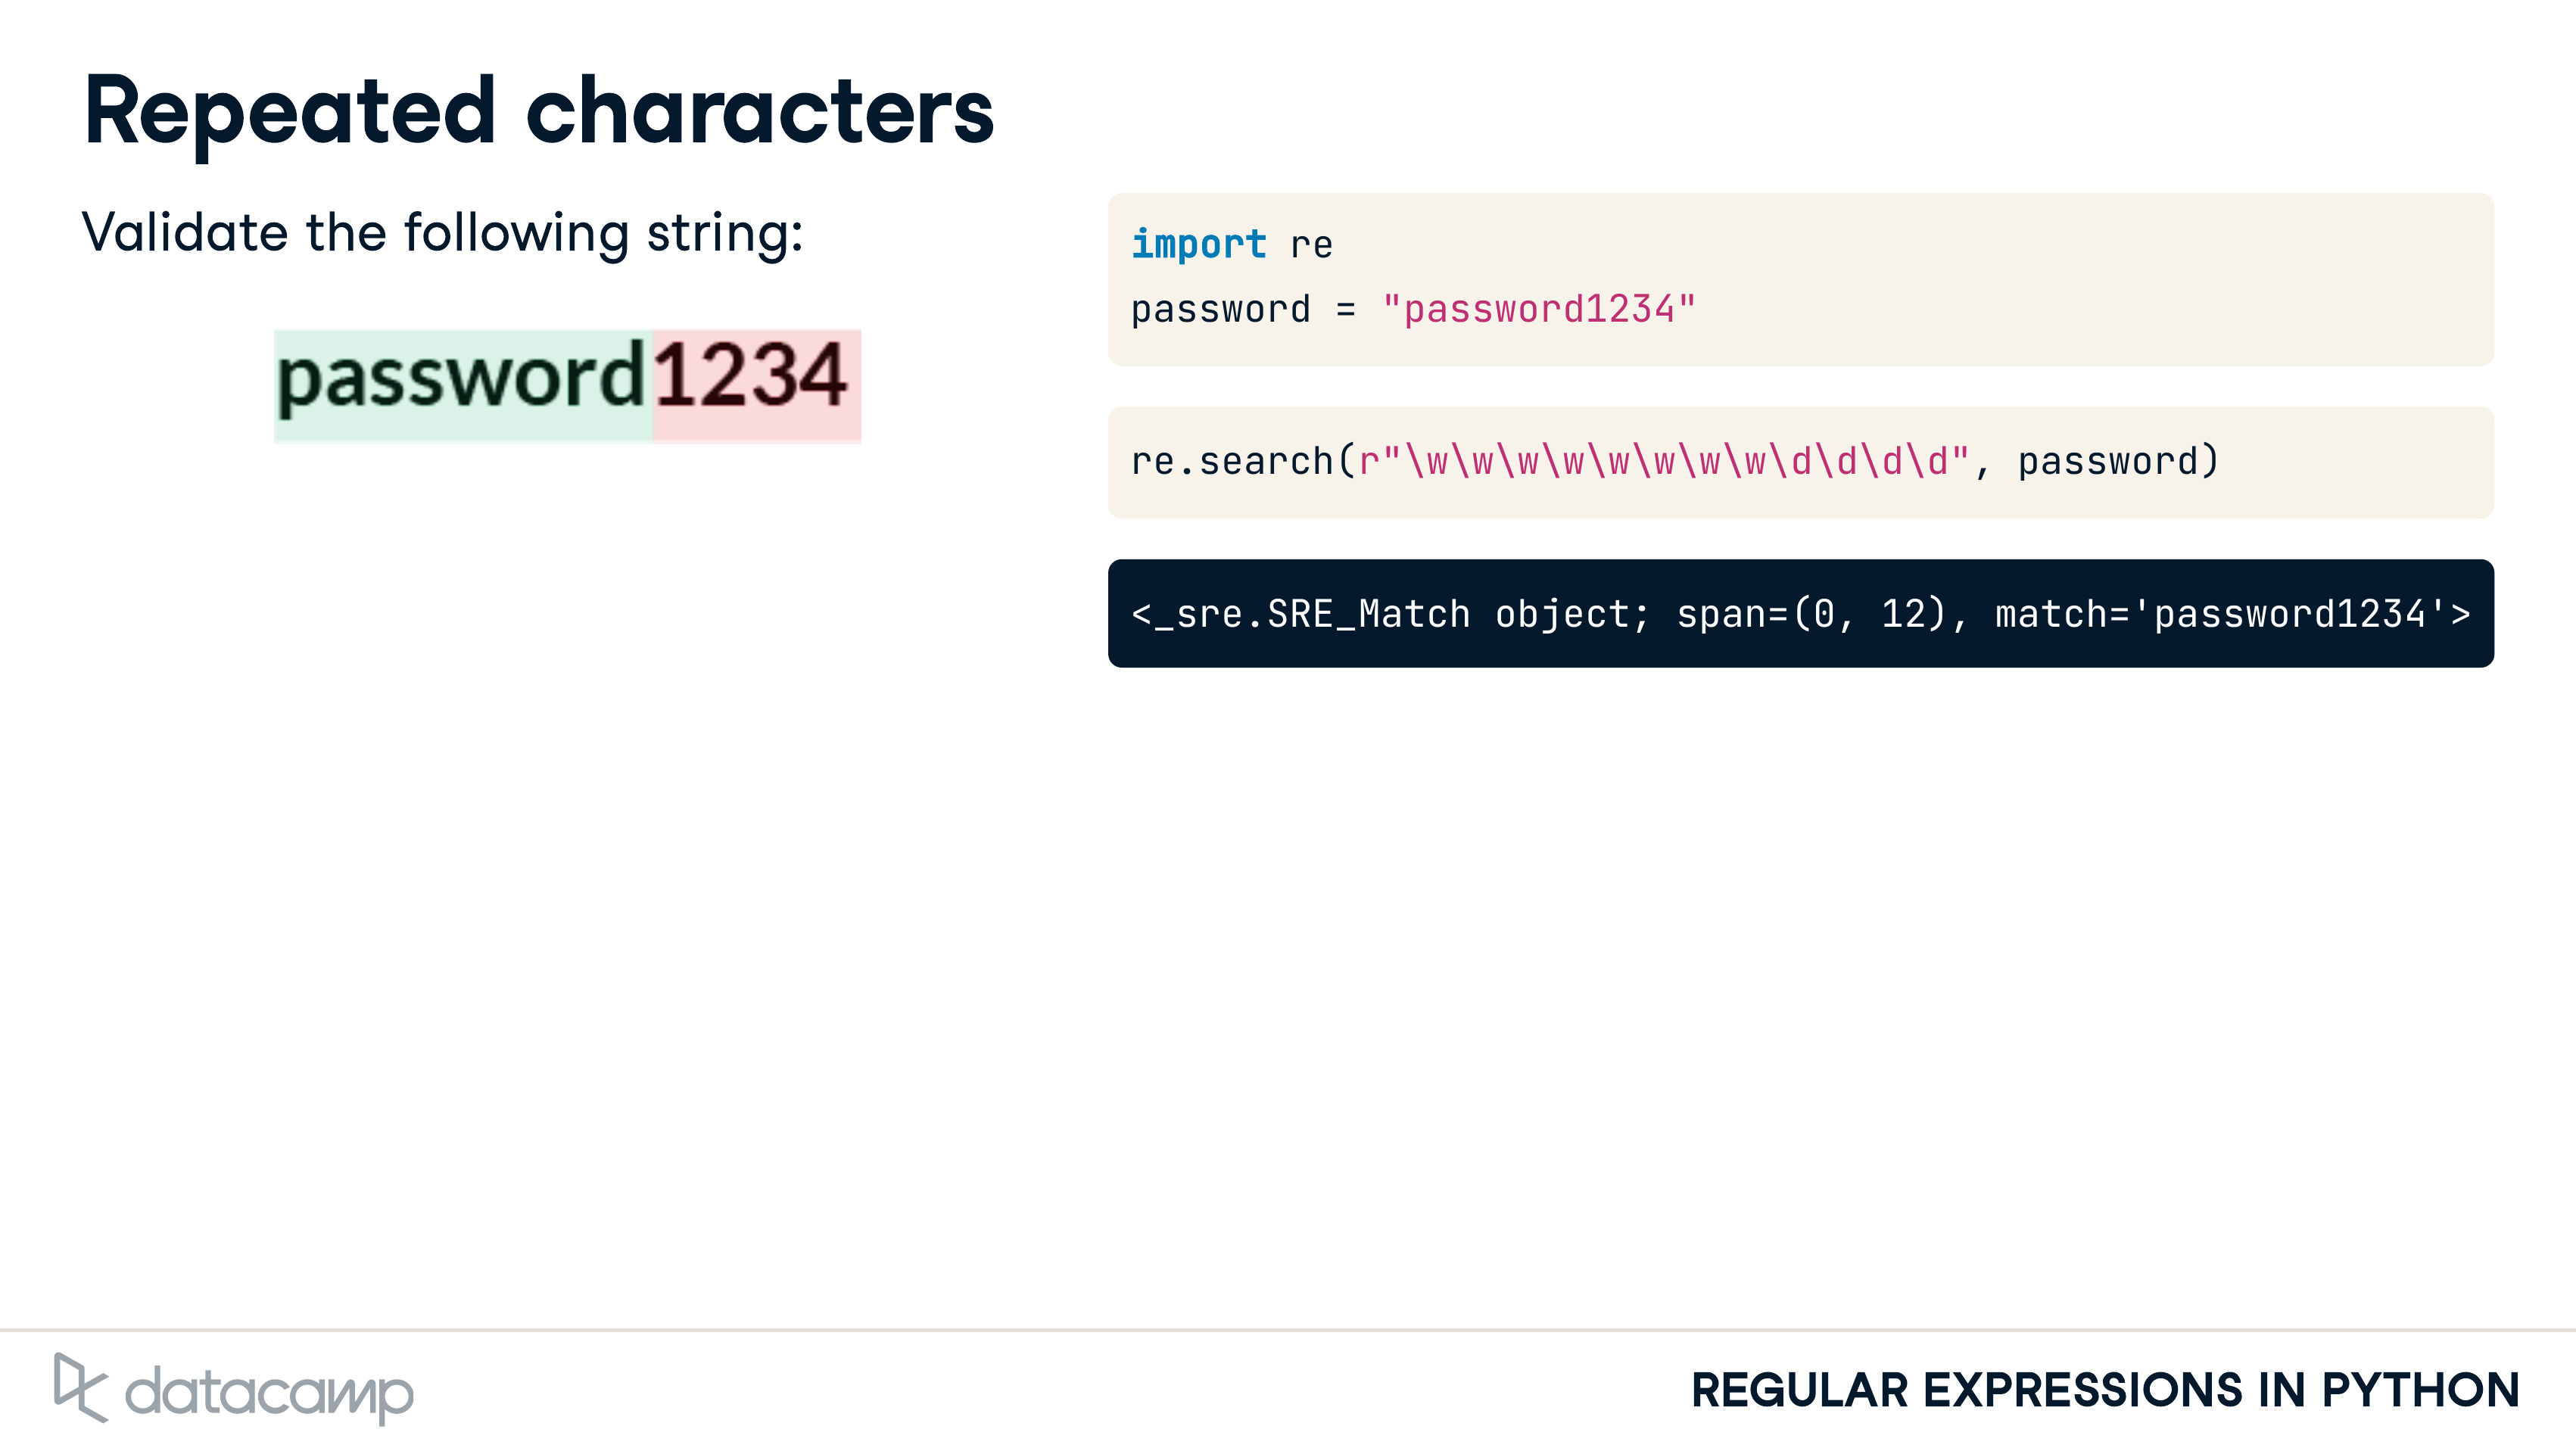 Repeated characters
Validate the following string:
password1234
import re
password = "password1234"
re.search(r"\w\w\w\w\w\w\w\w\d\d\d\d", password)
<_sre.SRE_Match object; span=(0, 12), match='password1234'>
datacamp
REGULAR EXPRESSIONS IN PYTHON